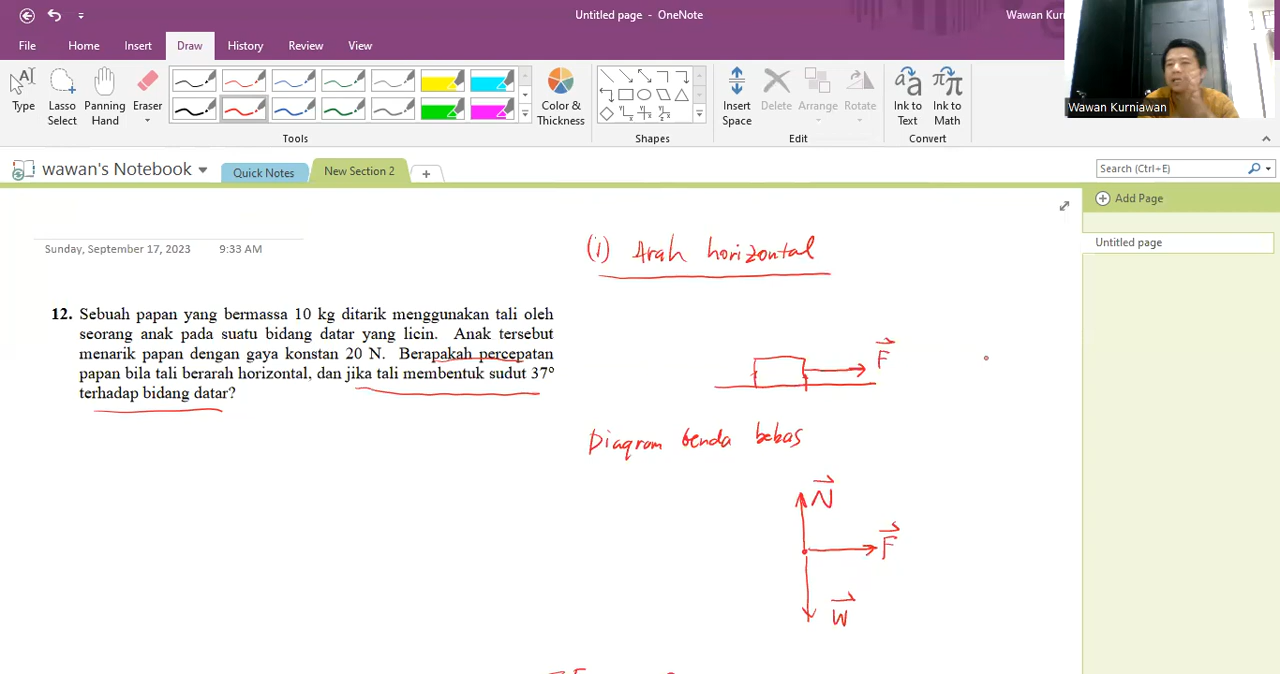 Untitled page - OneNote
Wawan Kur
File Home Insert Draw History Review View
Type
Lasso Select
Panning Hand
Eraser
Color & Thickness
Insert Space
Delete
Arrange
Rotate
Ink to Text
Ink to Math
Tools
Shapes
Edit
Convert
Wawan Kurniawan
wawan's Notebook
Quick Notes
New Section 2
Search (Ctrl+E)
Add Page
Untitled page
Sunday, September 17, 2023 9:33 AM
(i) Arah horizontal
12. Sebuah papan yang bermassa 10 kg ditarik menggunakan tali oleh
seorang anak pada suatu bidang datar yang licin. Anak tersebut
menarik papan dengan gaya konstan 20 N. Berapakah percepatan
papan bila tali berarah horizontal, dan jika tali membentuk sudut 37°
terhadap bidang datar?
F
Diagram benda bebas
N
F
W